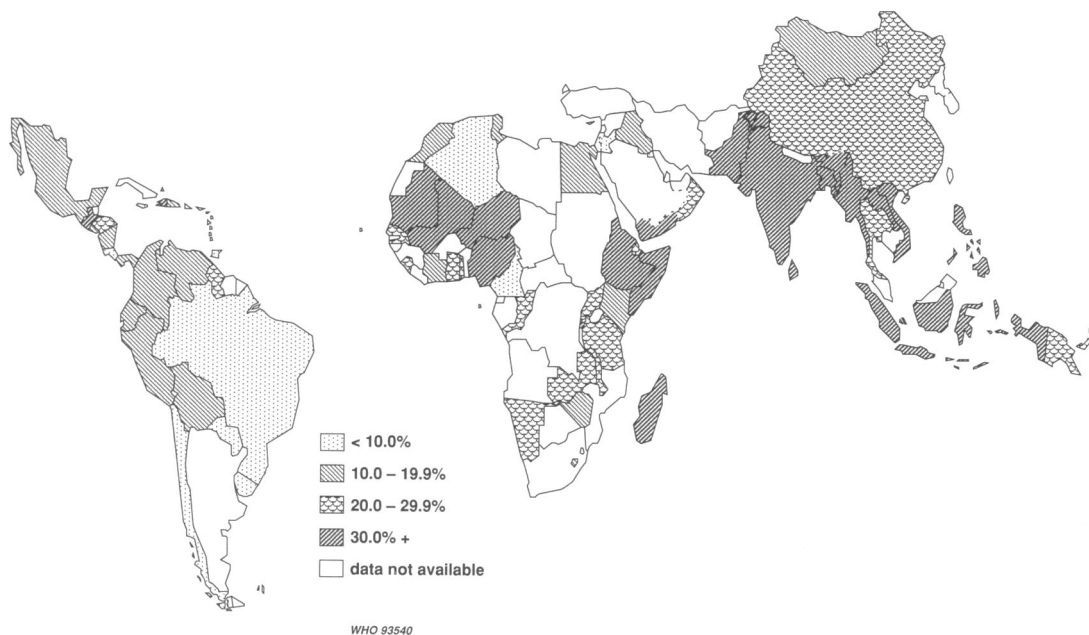 < 10.0%
10.0 – 19.9%
20.0 – 29.9%
30.0% +
data not available
WHO 93540